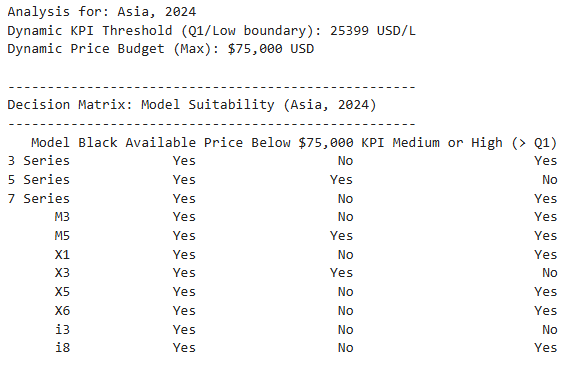 Analysis for: Asia, 2024
Dynamic KPI Threshold (Q1/Low boundary): 25399 USD/L
Dynamic Price Budget (Max): $75,000 USD
---------------------------------------------------
Decision Matrix: Model Suitability (Asia, 2024)
---------------------------------------------------
Model Black Available Price Below $75,000 KPI Medium or High (> Q1)
3 Series Yes No Yes
5 Series Yes Yes No
7 Series Yes No Yes
M3 Yes No Yes
M5 Yes Yes Yes
X1 Yes No Yes
X3 Yes Yes No
X5 Yes No Yes
X6 Yes No Yes
i3 Yes No No
i8 Yes No Yes